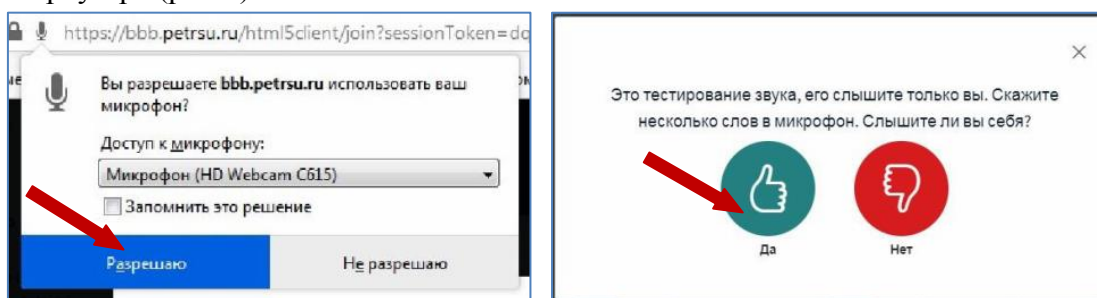 https://bbb.petrsu.ru/html5client/join?sessionToken=dq
Вы разрешаете bbb.petrsu.ru использовать ваш
микрофон?
Доступ к микрофону:
Микрофон (HD Webcam C615)
Запомнить это решение
Разрешаю
Не разрешаю
Это тестирование звука, его слышите только вы. Скажите
несколько слов в микрофон. Слышите ли вы себя?
Да
Нет